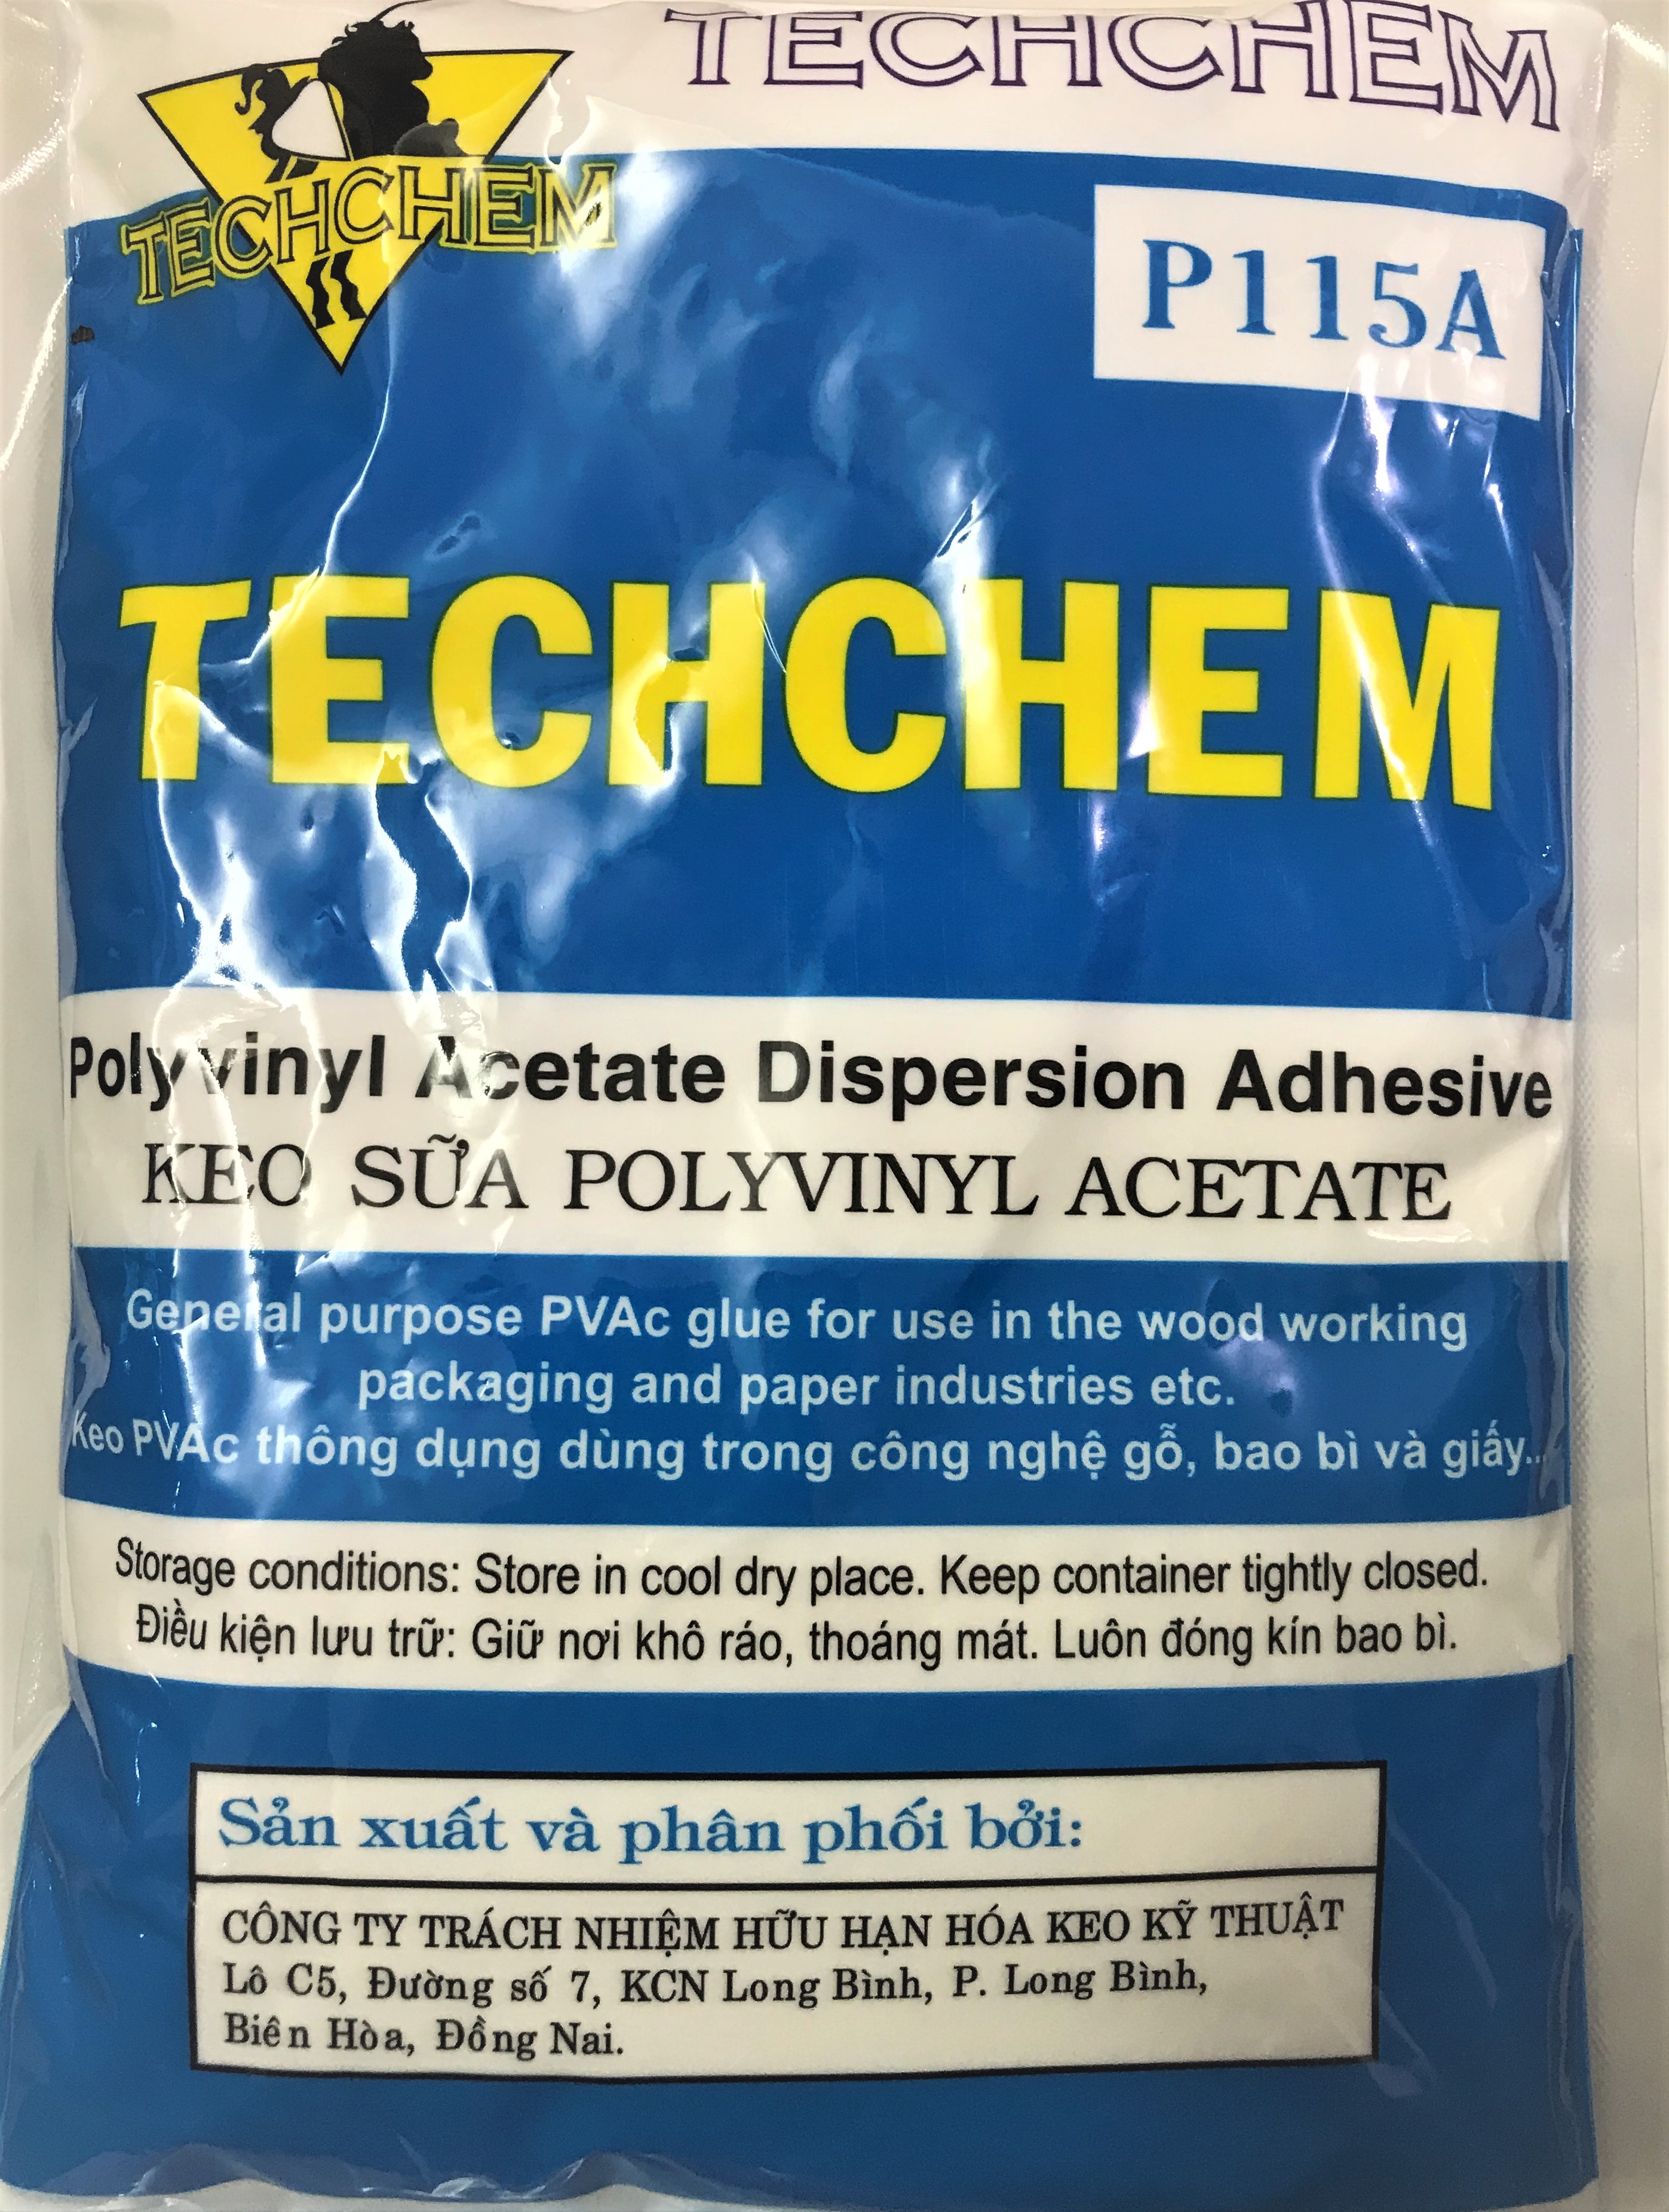 TECHCHEM
TECHCHEM
P115A
TECHCHEM
Polyvinyl Acetate Dispersion Adhesive
KEO SỮA POLYVINYL ACETATE
General purpose PVAc glue for use in the wood working
packaging and paper industries etc.
Keo PVAc thông dụng dùng trong công nghệ gỗ, bao bì và giấy...
Storage conditions: Store in cool dry place. Keep container tightly closed.
Điều kiện lưu trữ: Giữ nơi khô ráo, thoáng mát. Luôn đóng kín bao bì.
Sản xuất và phân phối bởi:
CÔNG TY TRÁCH NHIỆM HỮU HẠN HÓA KEO KỸ THUẬT
Lô C5, Đường số 7, KCN Long Bình, P. Long Bình,
Biên Hòa, Đồng Nai.